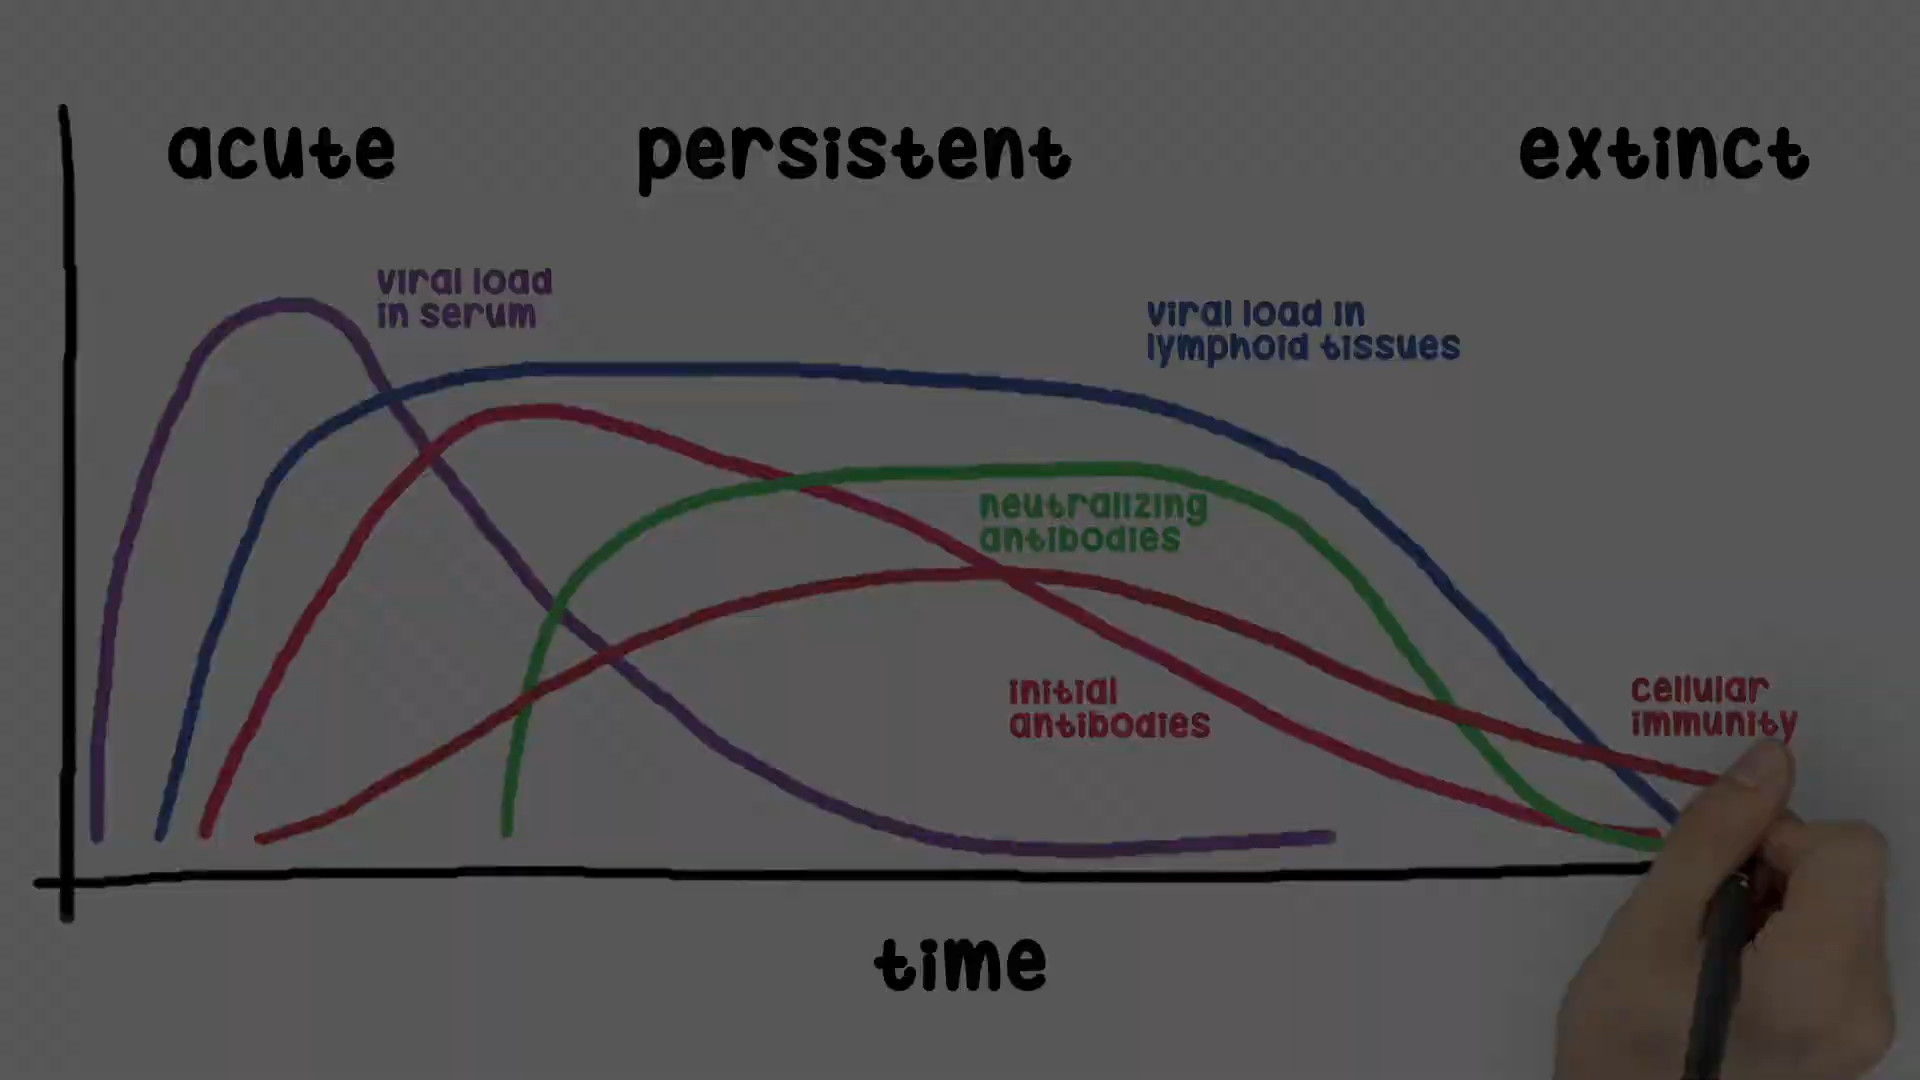 acute
persistent
extinct
viral load
in serum
viral load in
lymphoid tissues
neutralizing
antibodies
initial
antibodies
cellular
immunity
time